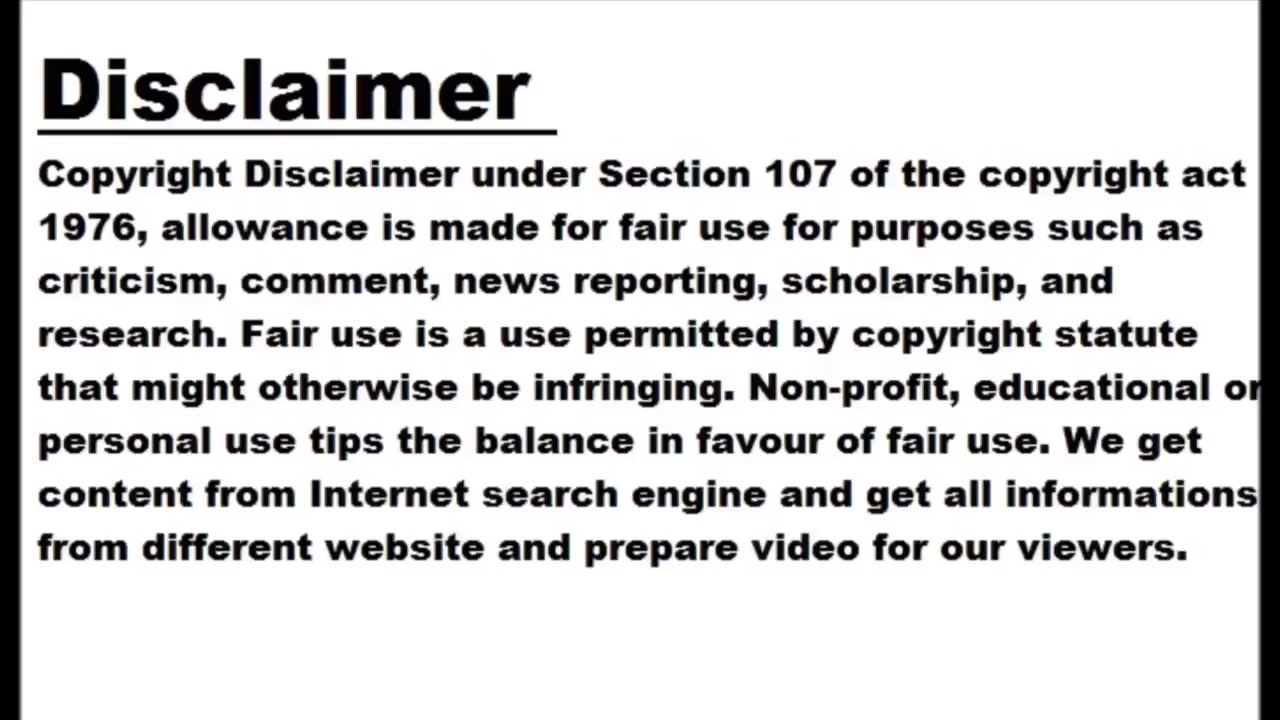 Disclaimer
Copyright Disclaimer under Section 107 of the copyright act
1976, allowance is made for fair use for purposes such as
criticism, comment, news reporting, scholarship, and
research. Fair use is a use permitted by copyright statute
that might otherwise be infringing. Non-profit, educational or
personal use tips the balance in favour of fair use. We get
content from Internet search engine and get all informations
from different website and prepare video for our viewers.